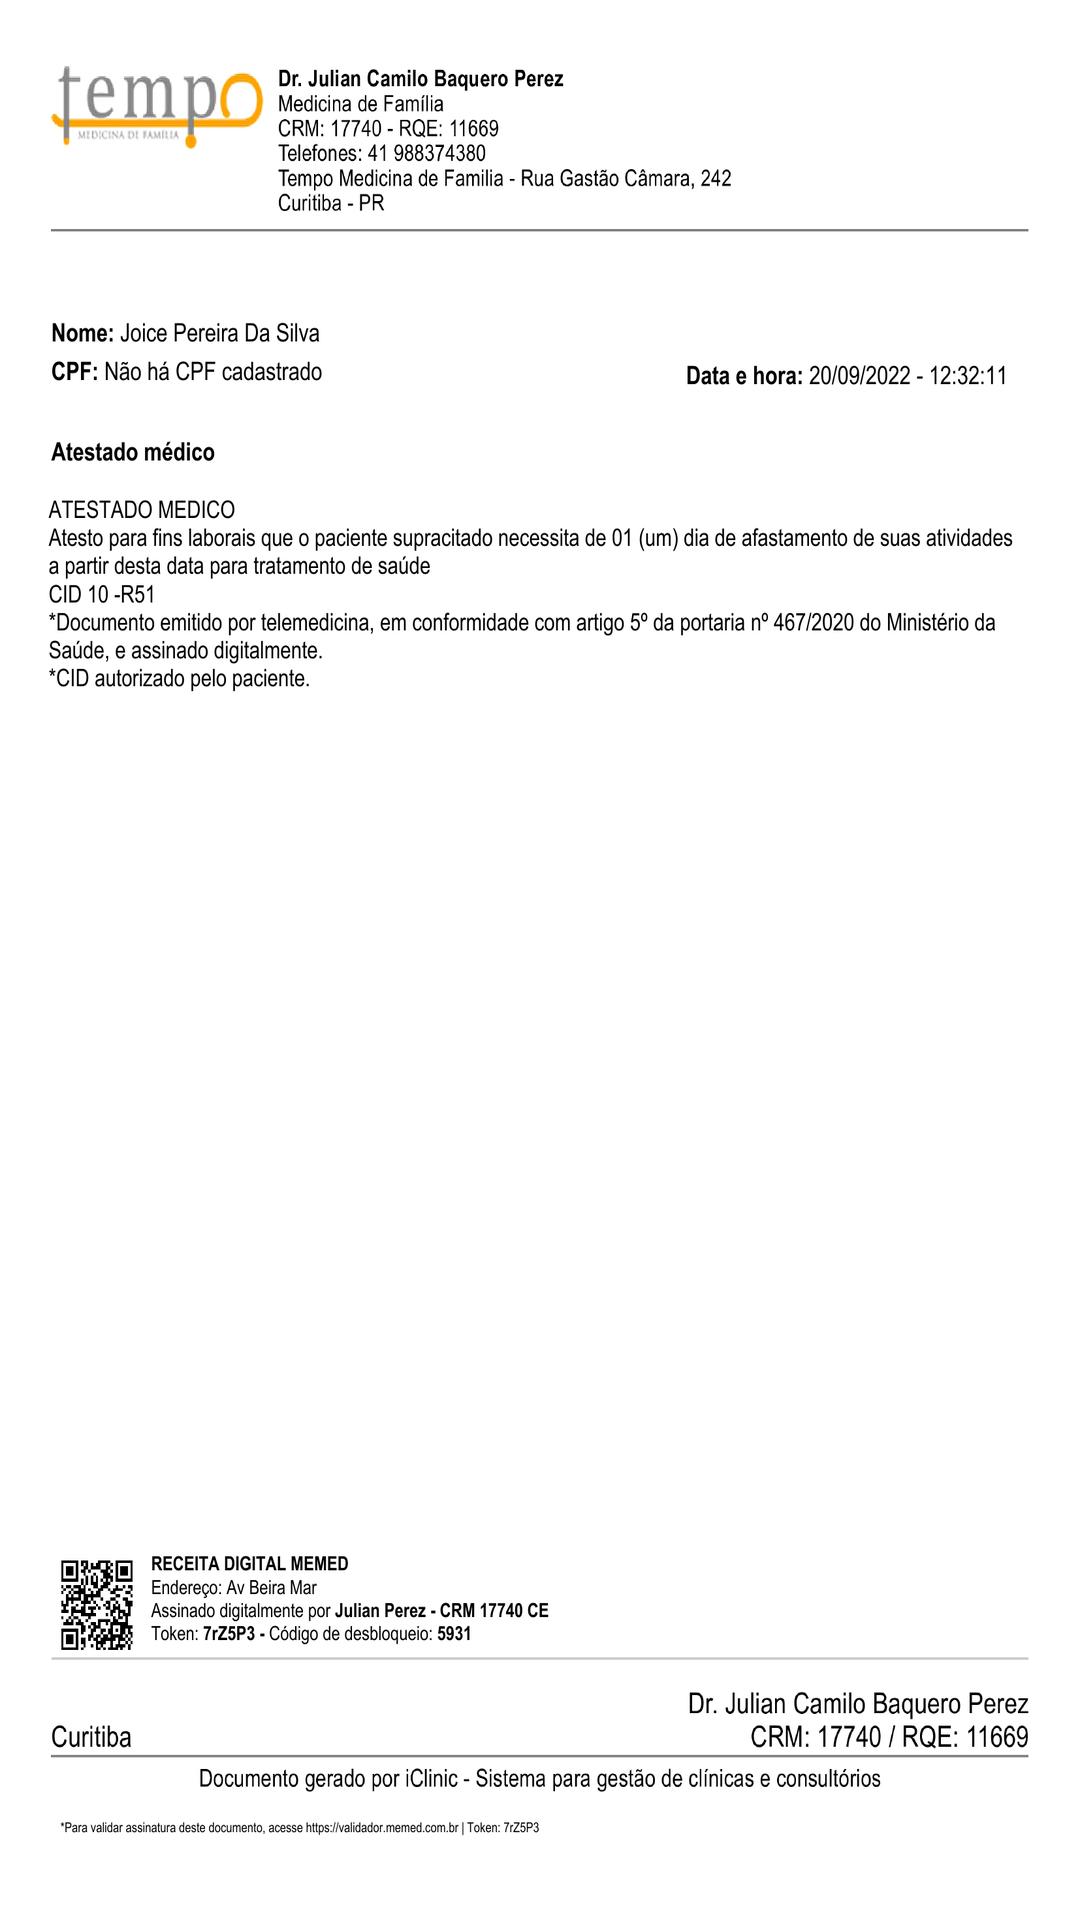 tempo
MEDICINA DE FAMÍLIA
Dr. Julian Camilo Baquero Perez
Medicina de Família
CRM: 17740 - RQE: 11669
Telefones: 41 988374380
Tempo Medicina de Familia - Rua Gastão Câmara, 242
Curitiba - PR
Nome: Joice Pereira Da Silva
CPF: Não há CPF cadastrado
Data e hora: 20/09/2022 - 12:32:11
Atestado médico
ATESTADO MEDICO
Atesto para fins laborais que o paciente supracitado necessita de 01 (um) dia de afastamento de suas atividades
a partir desta data para tratamento de saúde
CID 10 -R51
*Documento emitido por telemedicina, em conformidade com artigo 5º da portaria nº 467/2020 do Ministério da
Saúde, e assinado digitalmente.
*CID autorizado pelo paciente.
RECEITA DIGITAL MEMED
Endereço: Av Beira Mar
Assinado digitalmente por Julian Perez - CRM 17740 CE
Token: 7rZ5P3 - Código de desbloqueio: 5931
Dr. Julian Camilo Baquero Perez
Curitiba
CRM: 17740 / RQE: 11669
Documento gerado por iClinic - Sistema para gestão de clínicas e consultórios
*Para validar assinatura deste documento, acesse https://validador.memed.com.br | Token: 7rZ5P3